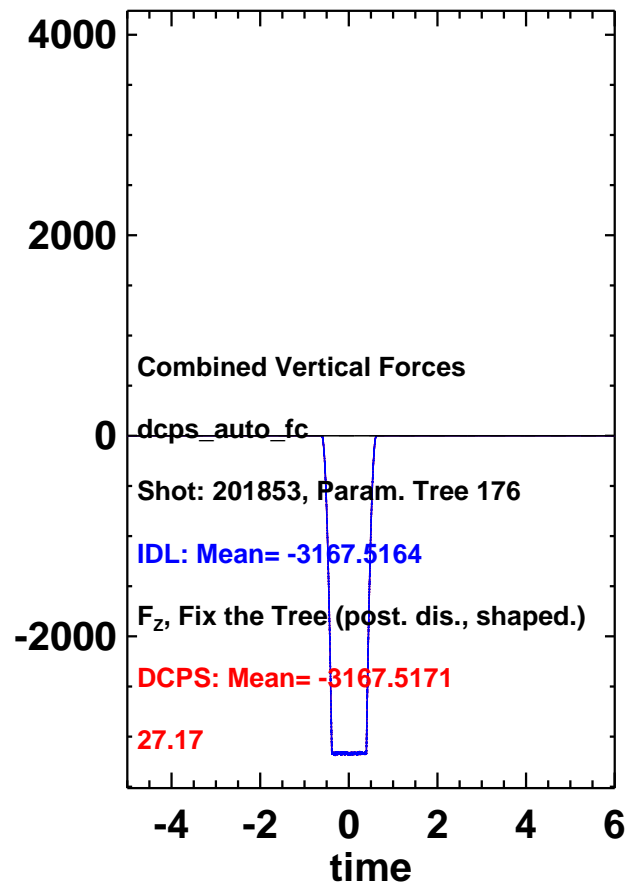 4000
2000
0
-2000
Combined Vertical Forces
dcps_auto_fc
Shot: 201853, Param. Tree 176
IDL: Mean= -3167.5164
Fz, Fix the Tree (post. dis., shaped.)
DCPS: Mean= -3167.5171
27.17
-4 -2 0 2 4 6
time